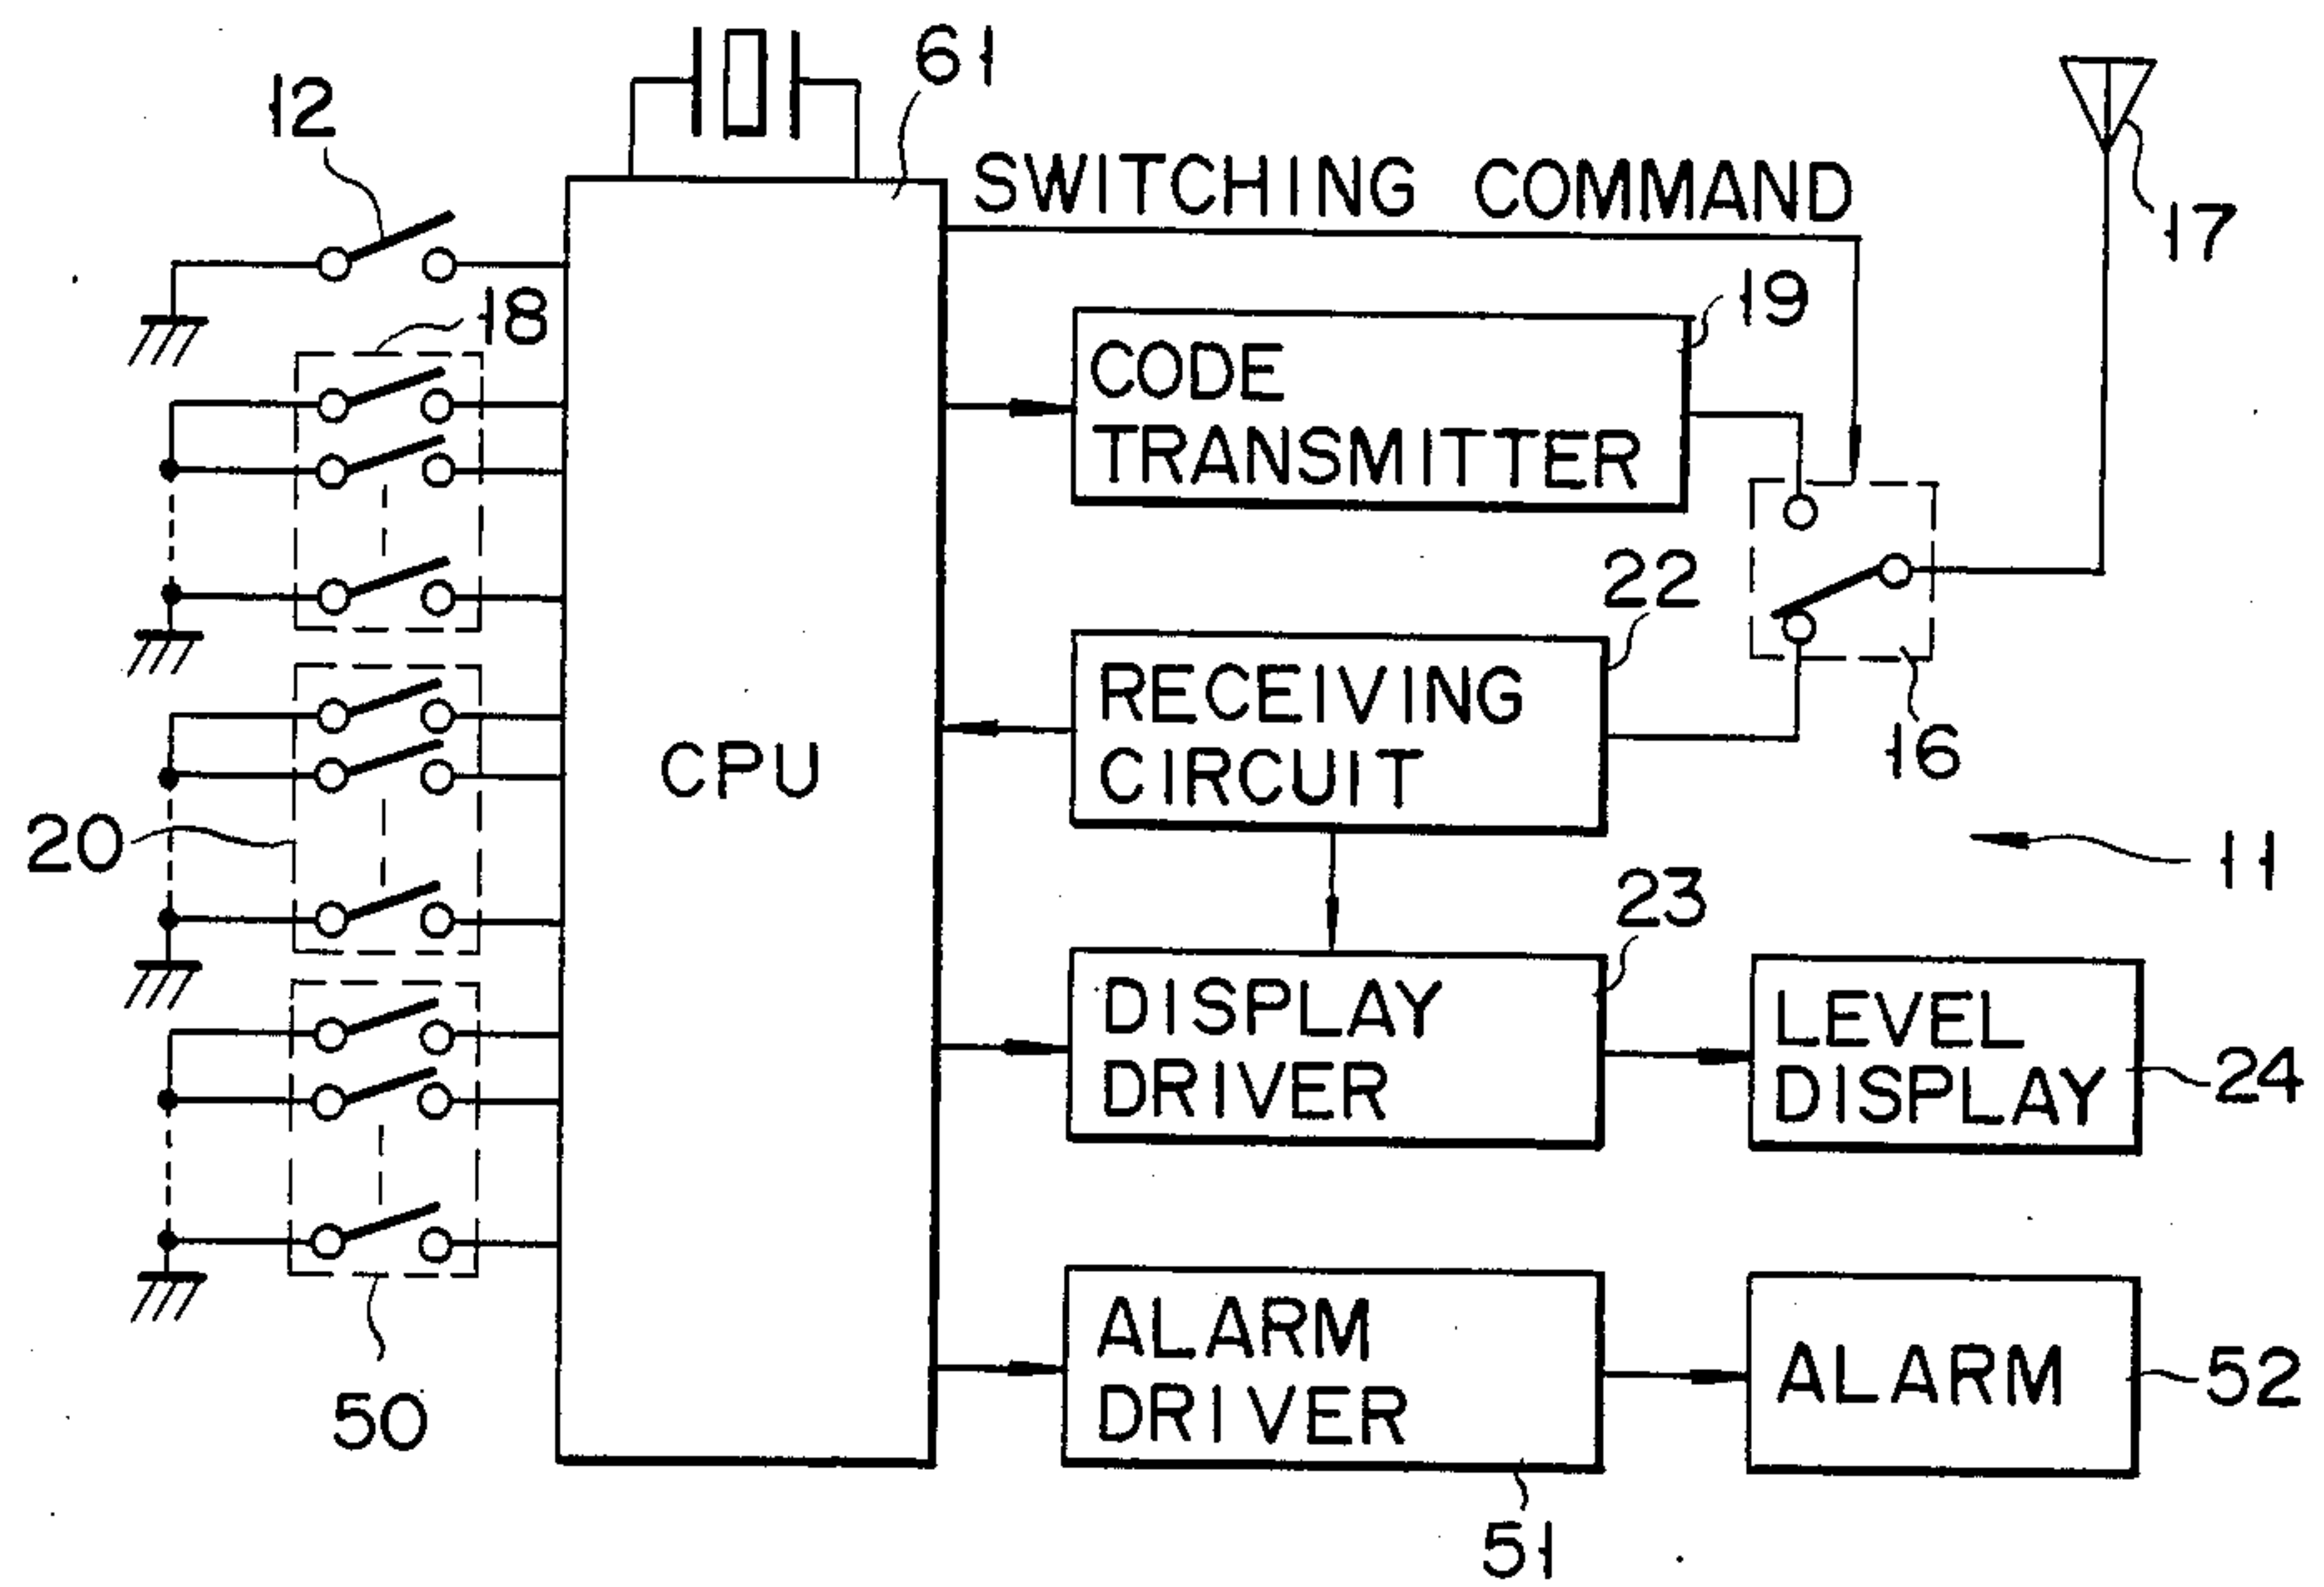 61
12
SWITCHING COMMAND
17
18
19
CODE
TRANSMITTER
22
RECEIVING
CIRCUIT
16
CPU
20
11
23
DISPLAY
DRIVER
LEVEL
DISPLAY
24
ALARM
DRIVER
ALARM
52
50
51